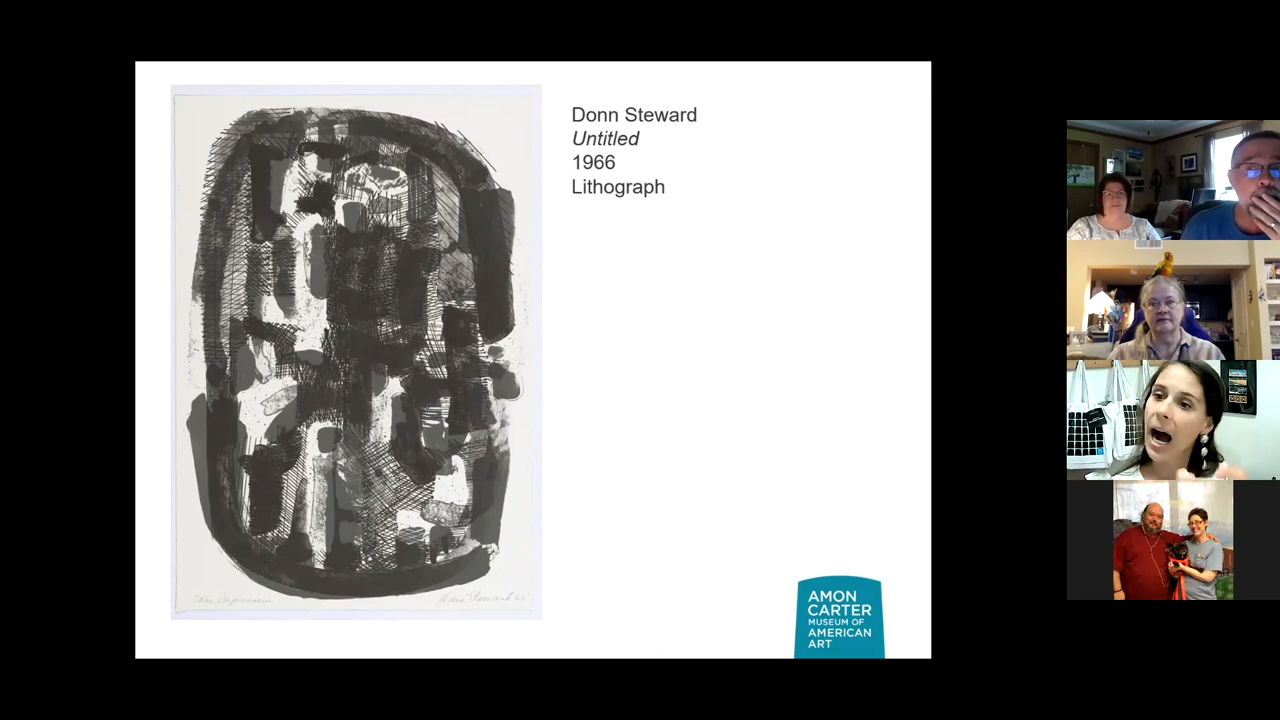 Donn Steward
Untitled
1966
Lithograph
AMON
CARTER
MUSEUM OF
AMERICAN
ART